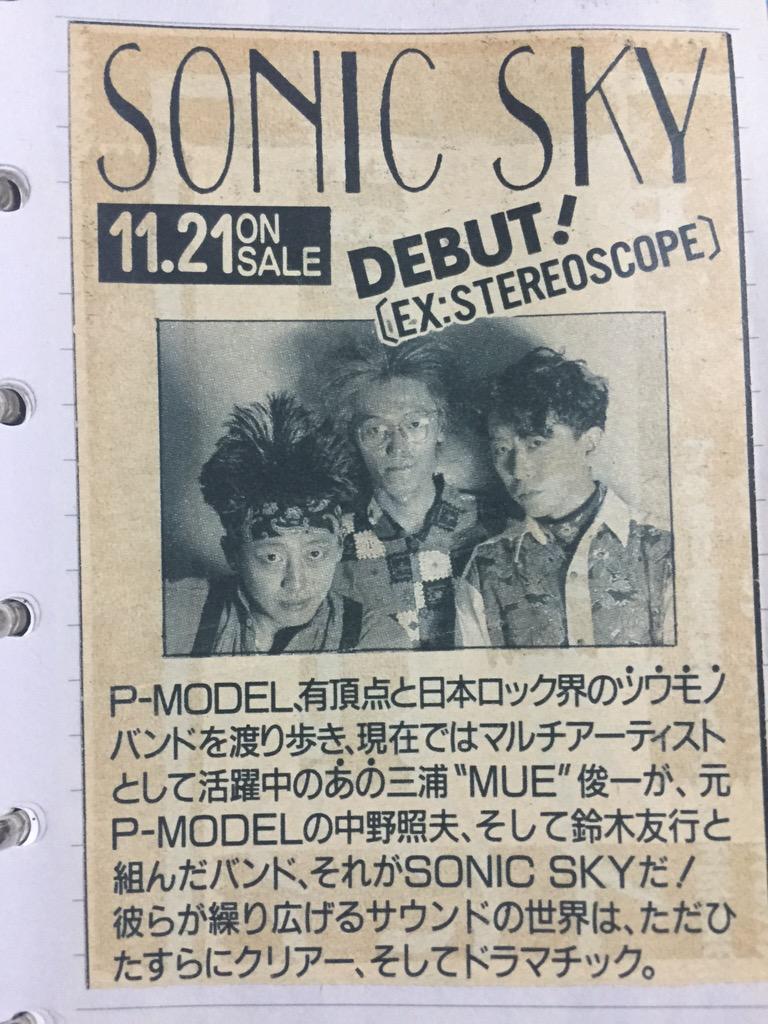 SONIC SKY
11.21 ON SALE
DEBUT!
〔EX:STEREOSCOPE〕
P-MODEL、有頂点と日本ロック界のツウモノ
バンドを渡り歩き、現在ではマルチアーティスト
として活躍中のあの三浦"MUE"俊一が、元
P-MODELの中野照夫、そして鈴木友行と
組んだバンド、それがSONIC SKYだ!
彼らが繰り広げるサウンドの世界は、ただひ
たすらにクリアー、そしてドラマチック。